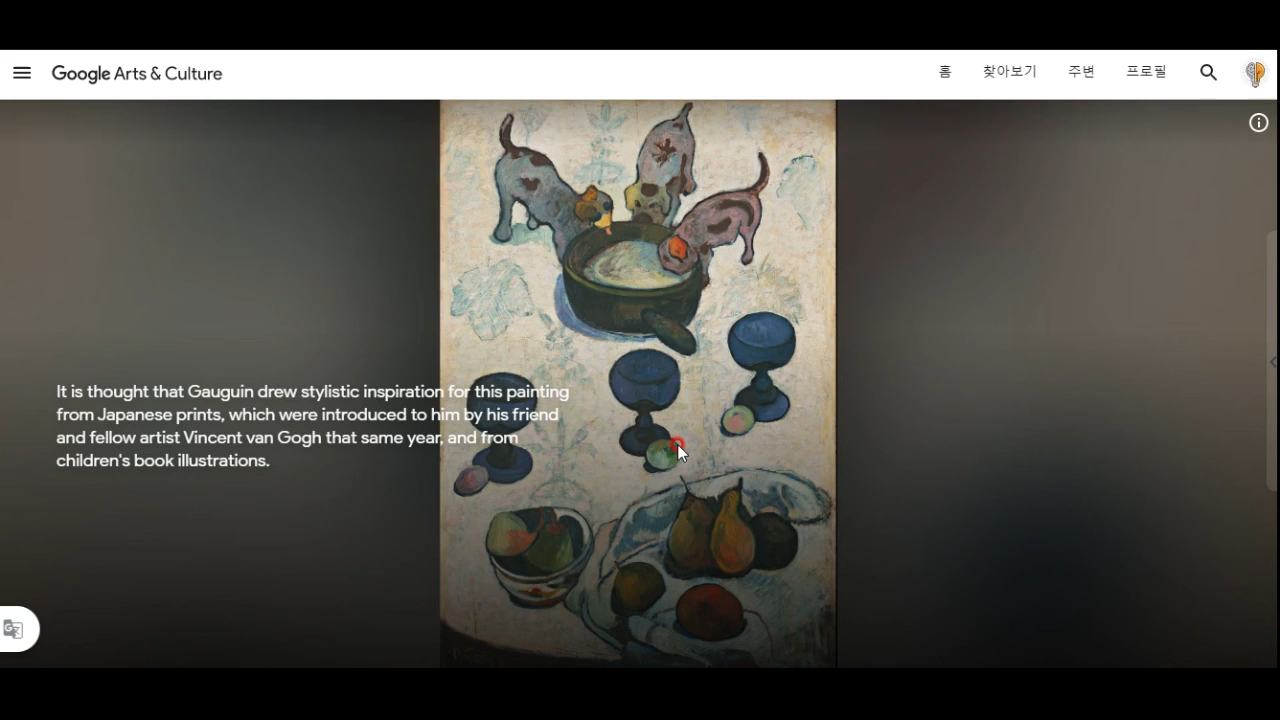 Google Arts & Culture
홈 찾아보기 주변 프로필
It is thought that Gauguin drew stylistic inspiration for this painting
from Japanese prints, which were introduced to him by his friend
and fellow artist Vincent van Gogh that same year, and from
children's book illustrations.